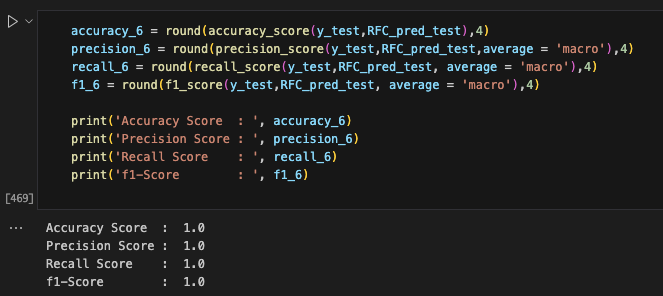 accuracy_6 = round(accuracy_score(y_test,RFC_pred_test),4)
precision_6 = round(precision_score(y_test,RFC_pred_test,average = 'macro'),4)
recall_6 = round(recall_score(y_test,RFC_pred_test, average = 'macro'),4)
f1_6 = round(f1_score(y_test,RFC_pred_test, average = 'macro'),4)
print('Accuracy Score  : ', accuracy_6)
print('Precision Score : ', precision_6)
print('Recall Score    : ', recall_6)
print('f1-Score        : ', f1_6)
[469]
... Accuracy Score  :  1.0
Precision Score :  1.0
Recall Score    :  1.0
f1-Score        :  1.0